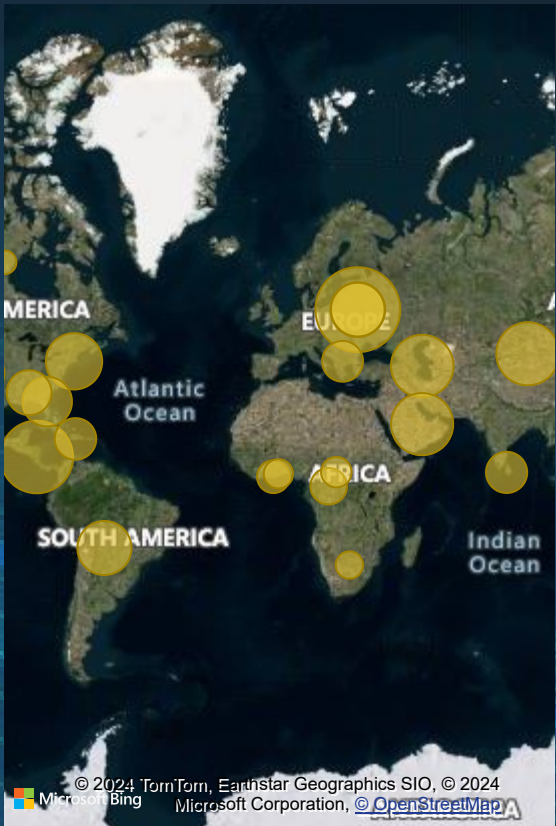 MERICA
EUROPE
A
Atlantic
Ocean
AFRICA
SOUTH AMERICA
Indian
Ocean
© 2024 TomTom, Earthstar Geographics SIO, © 2024
Microsoft Bing
Microsoft Corporation, © OpenStreetMap